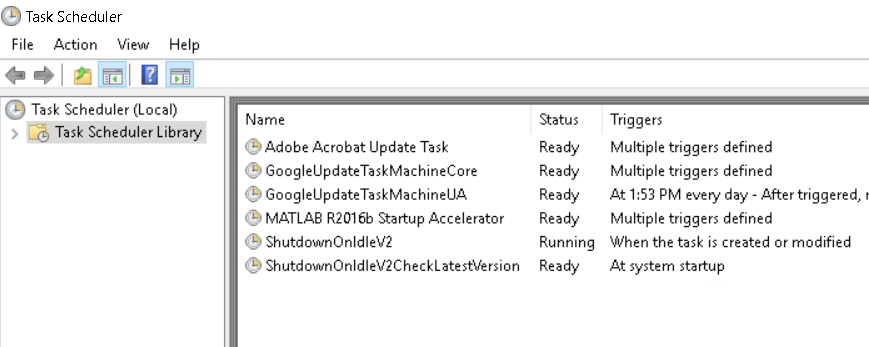 Task Scheduler
File Action View Help
Task Scheduler (Local)
Task Scheduler Library
Name Status Triggers
Adobe Acrobat Update Task Ready Multiple triggers defined
GoogleUpdateTaskMachineCore Ready Multiple triggers defined
GoogleUpdateTaskMachineUA Ready At 1:53 PM every day - After triggered,
MATLAB R2016b Startup Accelerator Ready Multiple triggers defined
ShutdownOnIdleV2 Running When the task is created or modified
ShutdownOnIdleV2CheckLatestVersion Ready At system startup